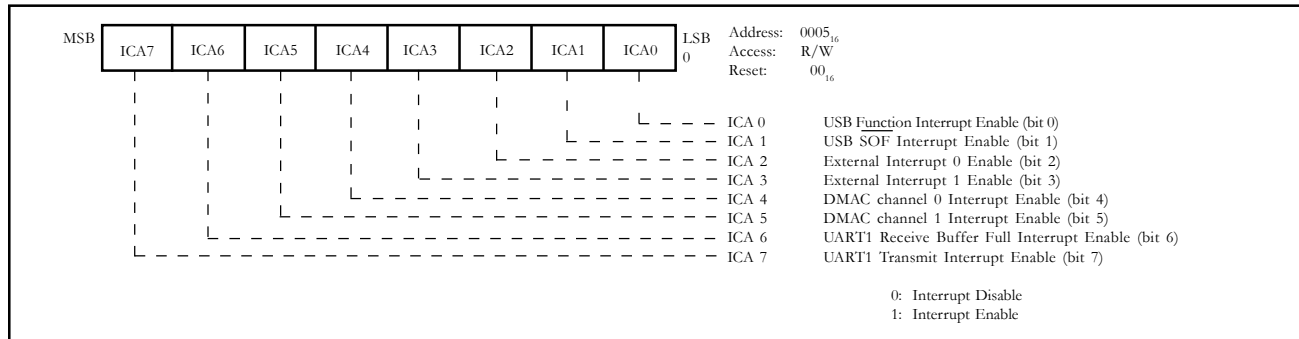 MSB ICA7 ICA6 ICA5 ICA4 ICA3 ICA2 ICA1 ICA0 LSB 0
Address: 0005₁₆
Access: R/W
Reset: 00₁₆
ICA 0 USB Function Interrupt Enable (bit 0)
ICA 1 USB SOF Interrupt Enable (bit 1)
ICA 2 External Interrupt 0 Enable (bit 2)
ICA 3 External Interrupt 1 Enable (bit 3)
ICA 4 DMAC channel 0 Interrupt Enable (bit 4)
ICA 5 DMAC channel 1 Interrupt Enable (bit 5)
ICA 6 UART1 Receive Buffer Full Interrupt Enable (bit 6)
ICA 7 UART1 Transmit Interrupt Enable (bit 7)
0: Interrupt Disable
1: Interrupt Enable